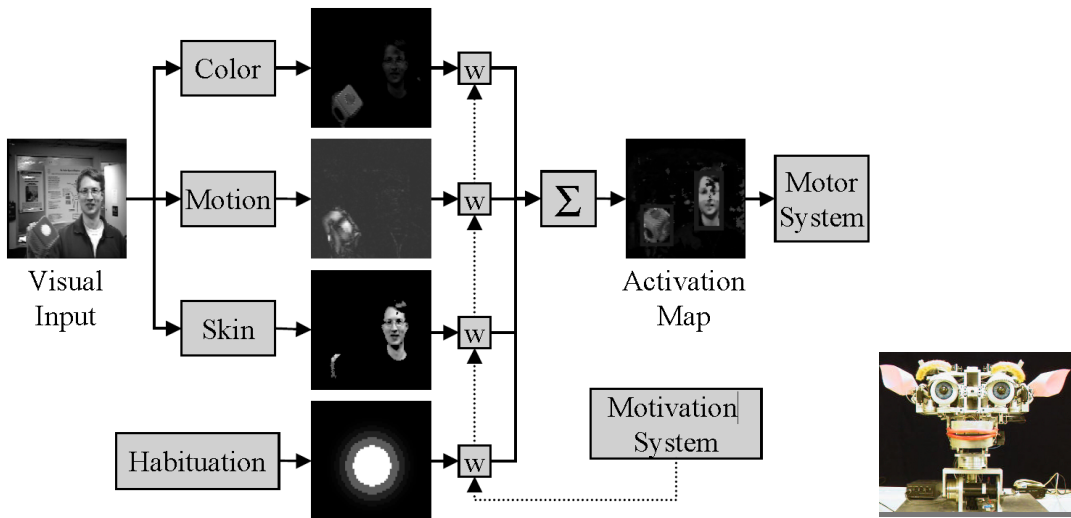 Color
w
Motion
w
Σ
Motor
System
Visual
Input
Activation
Map
Skin
w
Motivation
System
Habituation
w